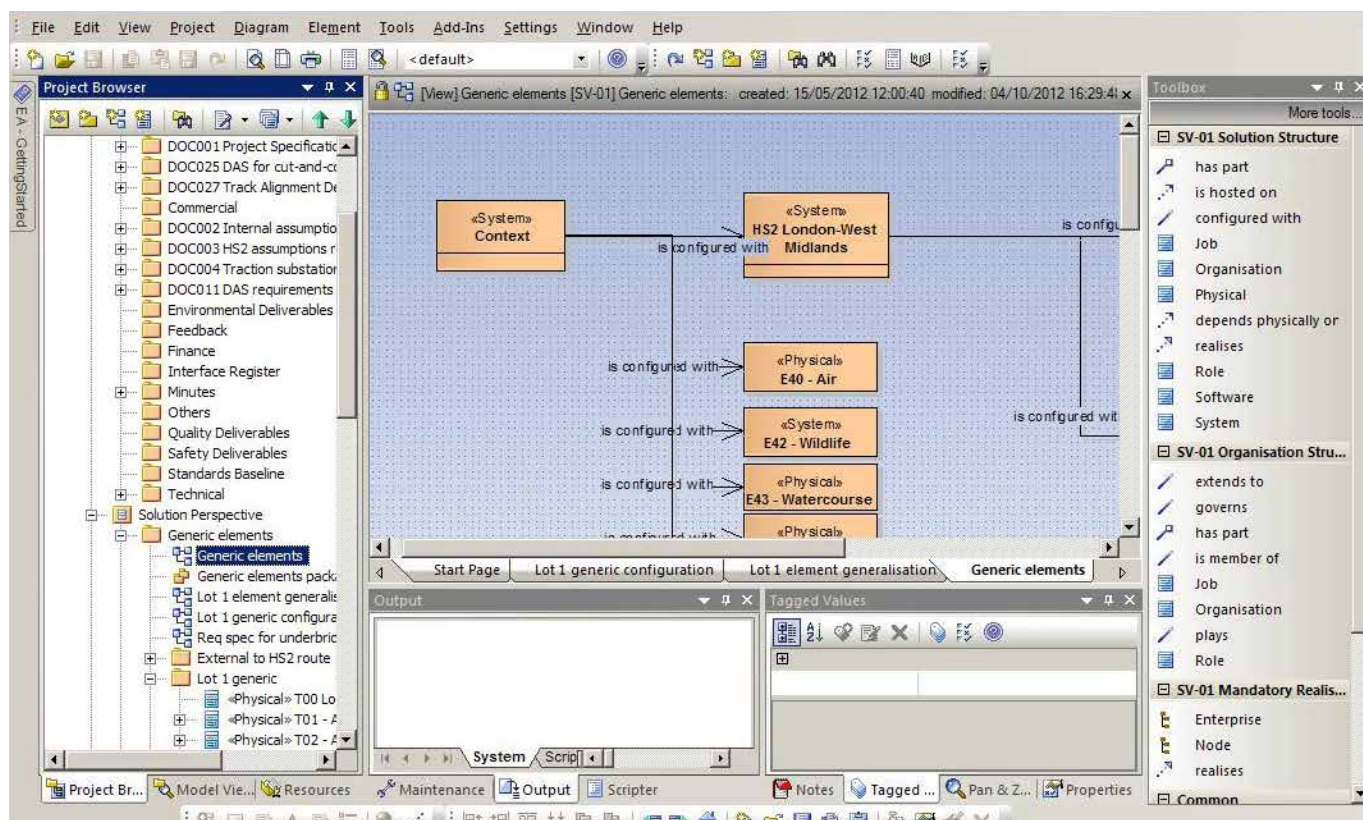 File Edit View Project Diagram Element Tools Add-Ins Settings Window Help
<default>
EA - GettingStarted
Project Browser
DOC001 Project Specificatic
DOC025 DAS for cut-and-cc
DOC027 Track Alignment De
Commercial
DOC002 Internal assumptio
DOC003 HS2 assumptions r
DOC004 Traction substation
DOC011 DAS requirements
Environmental Deliverables
Feedback
Finance
Interface Register
Minutes
Others
Quality Deliverables
Safety Deliverables
Standards Baseline
Technical
Solution Perspective
Generic elements
Generic elements
Generic elements packa
Lot 1 element generalis
Lot 1 generic configura
Req spec for underbric
External to HS2 route
Lot 1 generic
«Physical» T00 Lo
«Physical» T01 - A
«Physical» T02 - A
Project Br... Model Vie... Resources
[View] Generic elements [SV-01] Generic elements: created: 15/05/2012 12:00:40 modified: 04/10/2012 16:29:4
«System»
Context
«System»
HS2 London-West
Midlands
is configured with
is configu
«Physical»
E40 - Air
is configured with
«System»
E42 - Wildlife
is configured with
is configured wit
«Physical»
E43 - Watercourse
is configured with
«Physical»
is configured with
Start Page Lot 1 generic configuration Lot 1 element generalisation Generic elements
Output
System Scrip
Tagged Values
Maintenance Output Scripter
Notes Tagged ... Pan & Z... Properties
Toolbox
More tools...
SV-01 Solution Structure
has part
is hosted on
configured with
Job
Organisation
Physical
depends physically or
realises
Role
Software
System
SV-01 Organisation Stru...
extends to
governs
has part
is member of
Job
Organisation
plays
Role
SV-01 Mandatory Realis...
Enterprise
Node
realises
Common